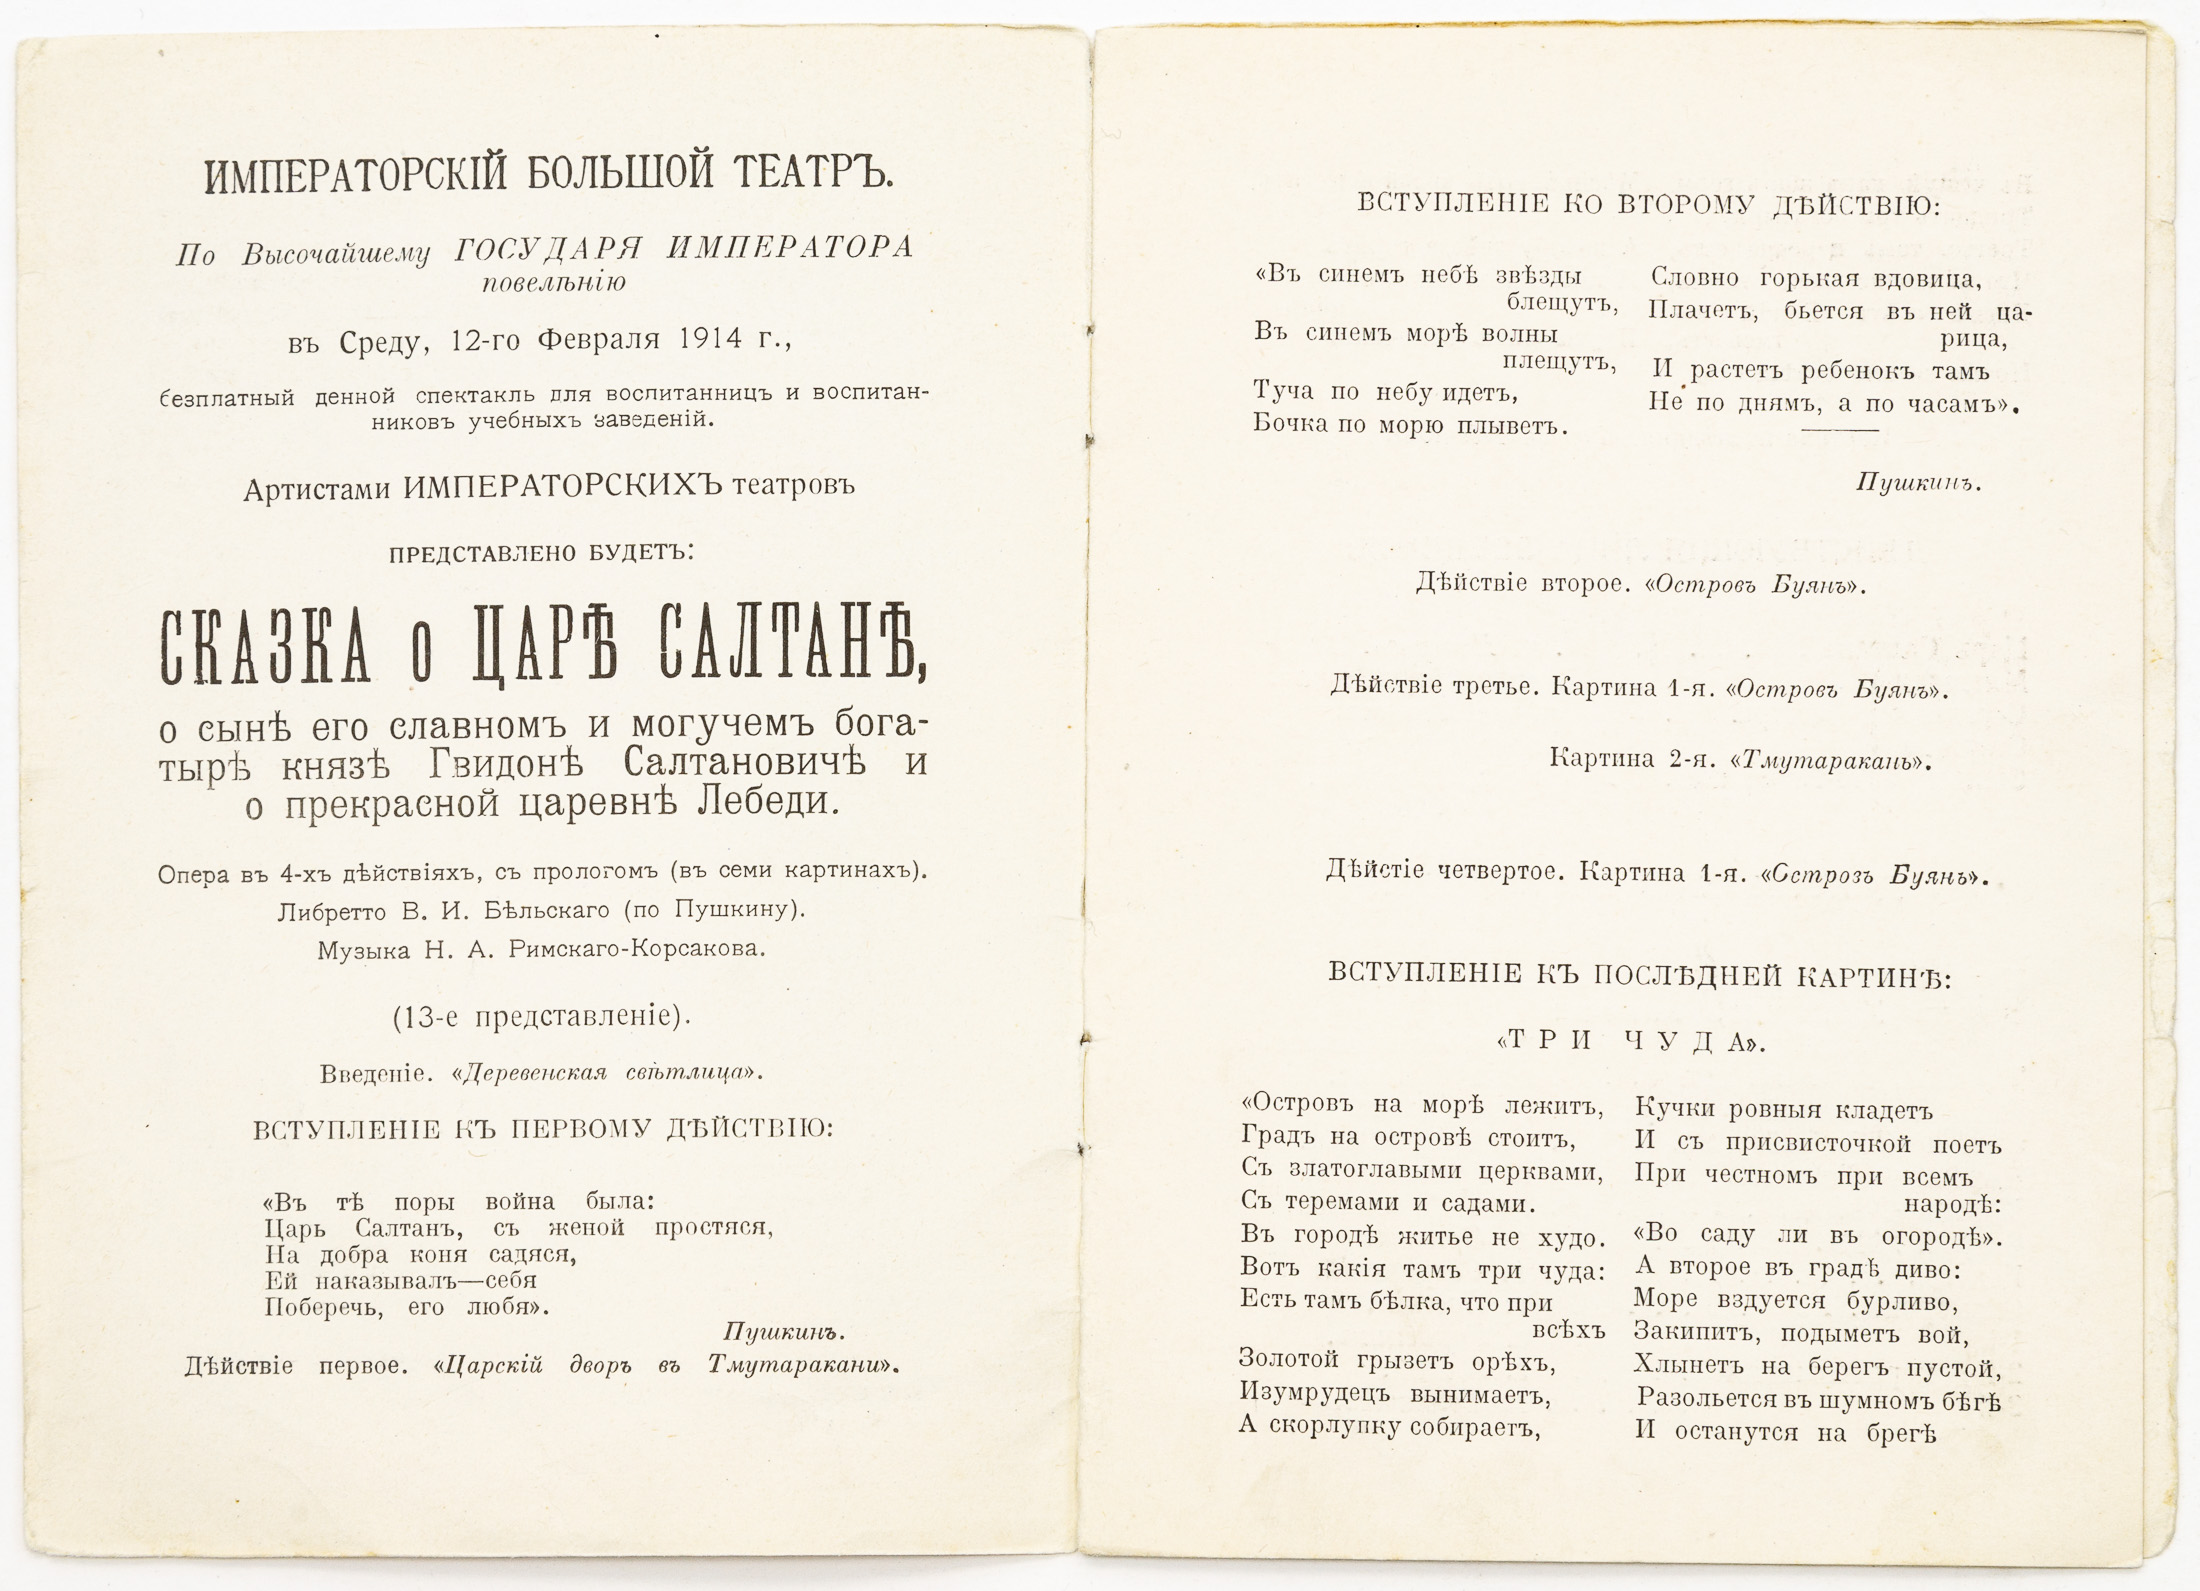 ИМПЕРАТОРСКІЙ БОЛЬШОЙ ТЕАТРЪ.
По Высочайшему ГОСУДАРЯ ИМПЕРАТОРА
повелѣнію
въ Среду, 12-го Февраля 1914 г.,
безплатный денной спектакль для воспитанницъ и воспитан-
никовъ учебныхъ заведеній.
Артистами ИМПЕРАТОРСКИХЪ театровъ
ПРЕДСТАВЛЕНО БУДЕТЪ:
СКАЗКА о ЦАРѢ САЛТАНѢ,
о сынѣ его славномъ и могучемъ бога-
тырѣ князѣ Гвидонѣ Салтановичѣ и
о прекрасной царевнѣ Лебеди.
Опера въ 4-хъ дѣйствіяхъ, съ прологомъ (въ семи картинахъ).
Либретто В. И. Бѣльскаго (по Пушкину).
Музыка Н. А. Римскаго-Корсакова.
(13-е представленіе).
Введеніе. «Деревенская свѣтлица».
ВСТУПЛЕНІЕ КЪ ПЕРВОМУ ДѢЙСТВІЮ:
«Въ тѣ поры война была:
Царь Салтанъ, съ женой простяся,
На добра коня садяся,
Ей наказывалъ—себя
Поберечь, его любя».
Пушкинъ.
Дѣйствіе первое. «Царскій дворъ въ Тмутаракани».
ВСТУПЛЕНІЕ КО ВТОРОМУ ДѢЙСТВІЮ:
«Въ синемъ небѣ звѣзды
блещутъ,
Въ синемъ морѣ волны
плещутъ,
Туча по небу идетъ,
Бочка по морю плыветъ.
Словно горькая вдовица,
Плачетъ, бьется въ ней ца-
рица,
И растетъ ребенокъ тамъ
Не по днямъ, а по часамъ».
Пушкинъ.
Дѣйствіе второе. «Островъ Буянъ».
Дѣйствіе третье. Картина 1-я. «Островъ Буянъ».
Картина 2-я. «Тмутаракань».
Дѣйстіе четвертое. Картина 1-я. «Острозъ Буянъ».
ВСТУПЛЕНІЕ КЪ ПОСЛѢДНЕЙ КАРТИНѢ:
«ТРИ ЧУДА».
«Островъ на морѣ лежитъ,
Градъ на островѣ стоитъ,
Съ златоглавыми церквами,
Съ теремами и садами.
Въ городѣ житье не худо.
Вотъ какія тамъ три чуда:
Есть тамъ бѣлка, что при
всѣхъ
Золотой грызетъ орѣхъ,
Изумрудецъ вынимаетъ,
А скорлупку собираетъ,
Кучки ровныя кладетъ
И съ присвисточкой поетъ
При честномъ при всемъ
народѣ:
«Во саду ли въ огородѣ».
А второе въ градѣ диво:
Море вздуется бурливо,
Закипитъ, подыметъ вой,
Хлынетъ на берегъ пустой,
Разольется въ шумномъ бѣгѣ
И останутся на брегѣ